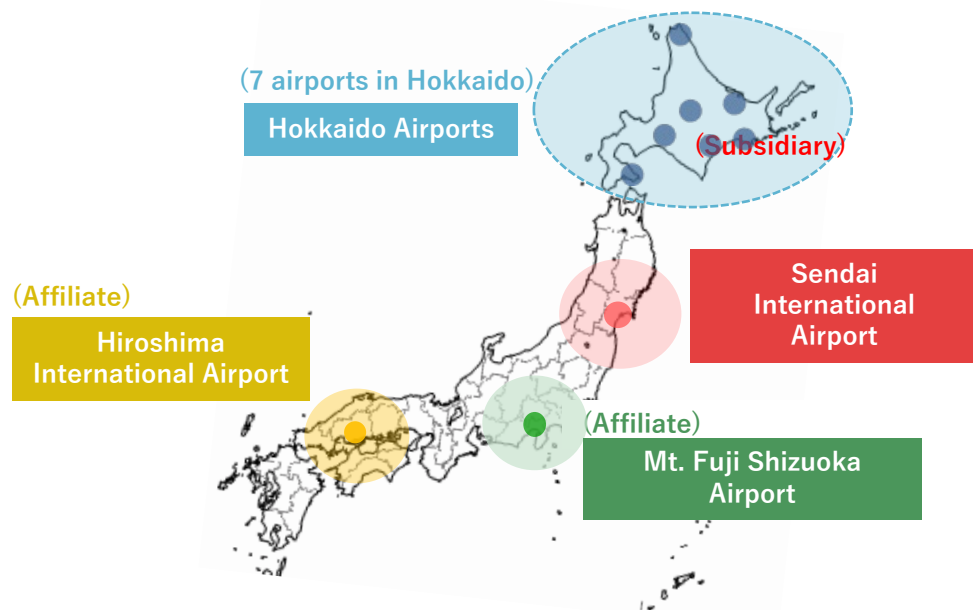 (7 airports in Hokkaido)
Hokkaido Airports
(Subsidiary)
Sendai
International
Airport
(Affiliate)
Hiroshima
International Airport
(Affiliate)
Mt. Fuji Shizuoka
Airport